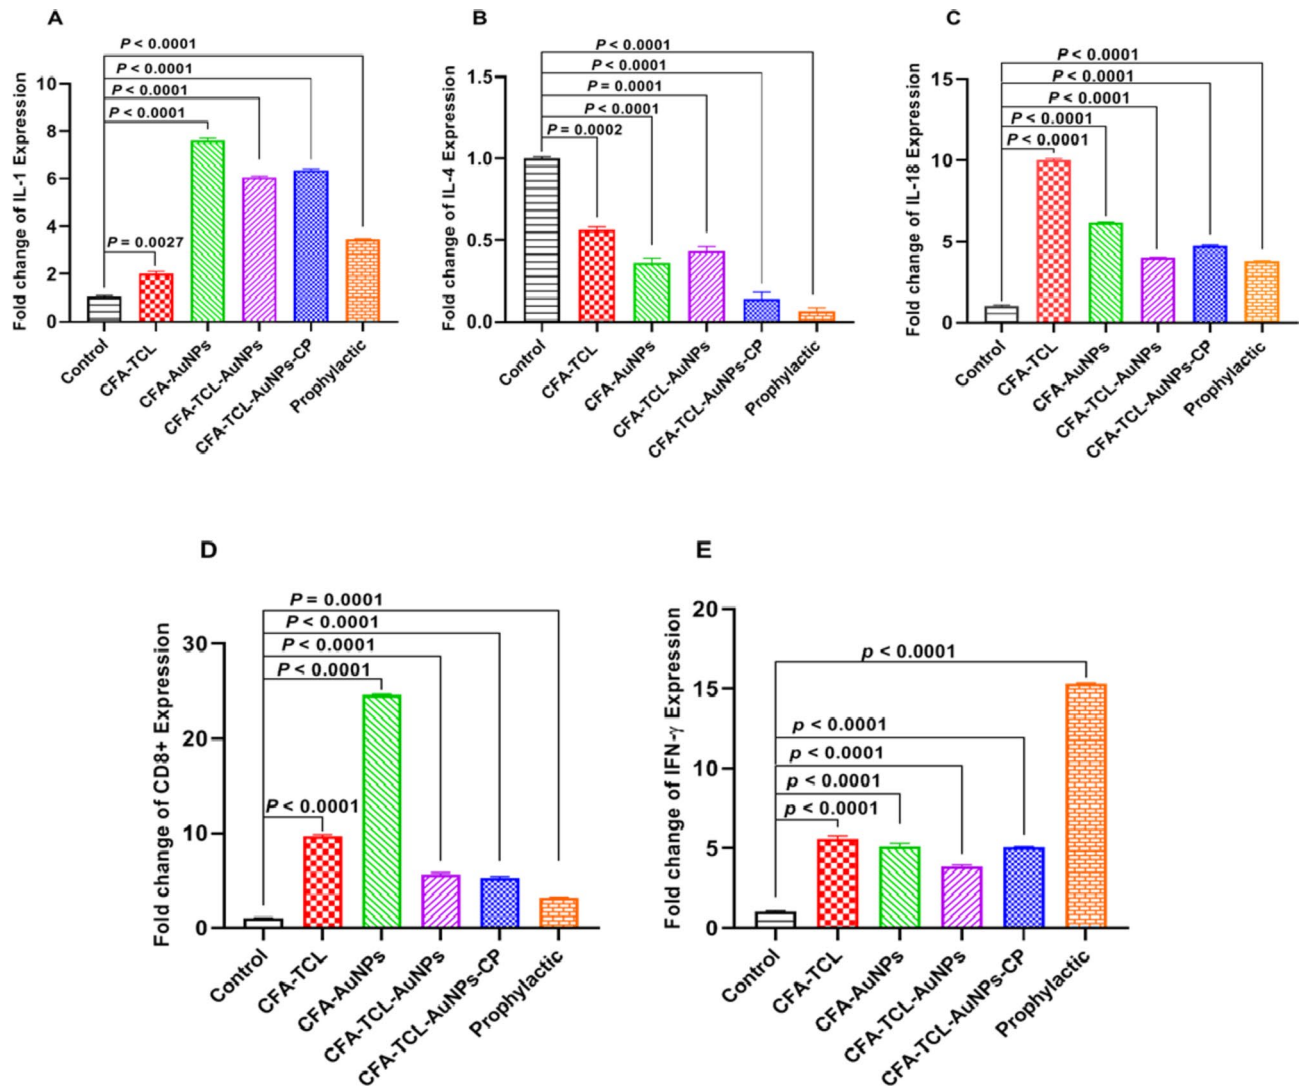 A
Fold change of IL-1 Expression
10
8
6
4
2
0
P < 0.0001
P < 0.0001
P < 0.0001
P < 0.0001
P = 0.0027
Control
CFA-TCL
CFA-AuNPs
CFA-TCL-AuNPs
CFA-TCL-AuNPs-CP
Prophylactic
B
Fold change of IL-4 Expression
1.5
1.0
0.5
0.0
P < 0.0001
P < 0.0001
P = 0.0001
P < 0.0001
P = 0.0002
Control
CFA-TCL
CFA-AuNPs
CFA-TCL-AuNPs
CFA-TCL-AuNPs-CP
Prophylactic
C
Fold change of IL-18 Expression
15
10
5
0
P < 0.0001
P < 0.0001
P < 0.0001
P < 0.0001
P < 0.0001
Control
CFA-TCL
CFA-AuNPs
CFA-TCL-AuNPs
CFA-TCL-AuNPs-CP
Prophylactic
D
Fold change of CD8+ Expression
30
20
10
0
P = 0.0001
P < 0.0001
P < 0.0001
P < 0.0001
P < 0.0001
Control
CFA-TCL
CFA-AuNPs
CFA-TCL-AuNPs
CFA-TCL-AuNPs-CP
Prophylactic
E
Fold change of IFN-γ Expression
20
15
10
5
0
p < 0.0001
p < 0.0001
p < 0.0001
p < 0.0001
p < 0.0001
Control
CFA-TCL
CFA-AuNPs
CFA-TCL-AuNPs
CFA-TCL-AuNPs-CP
Prophylactic